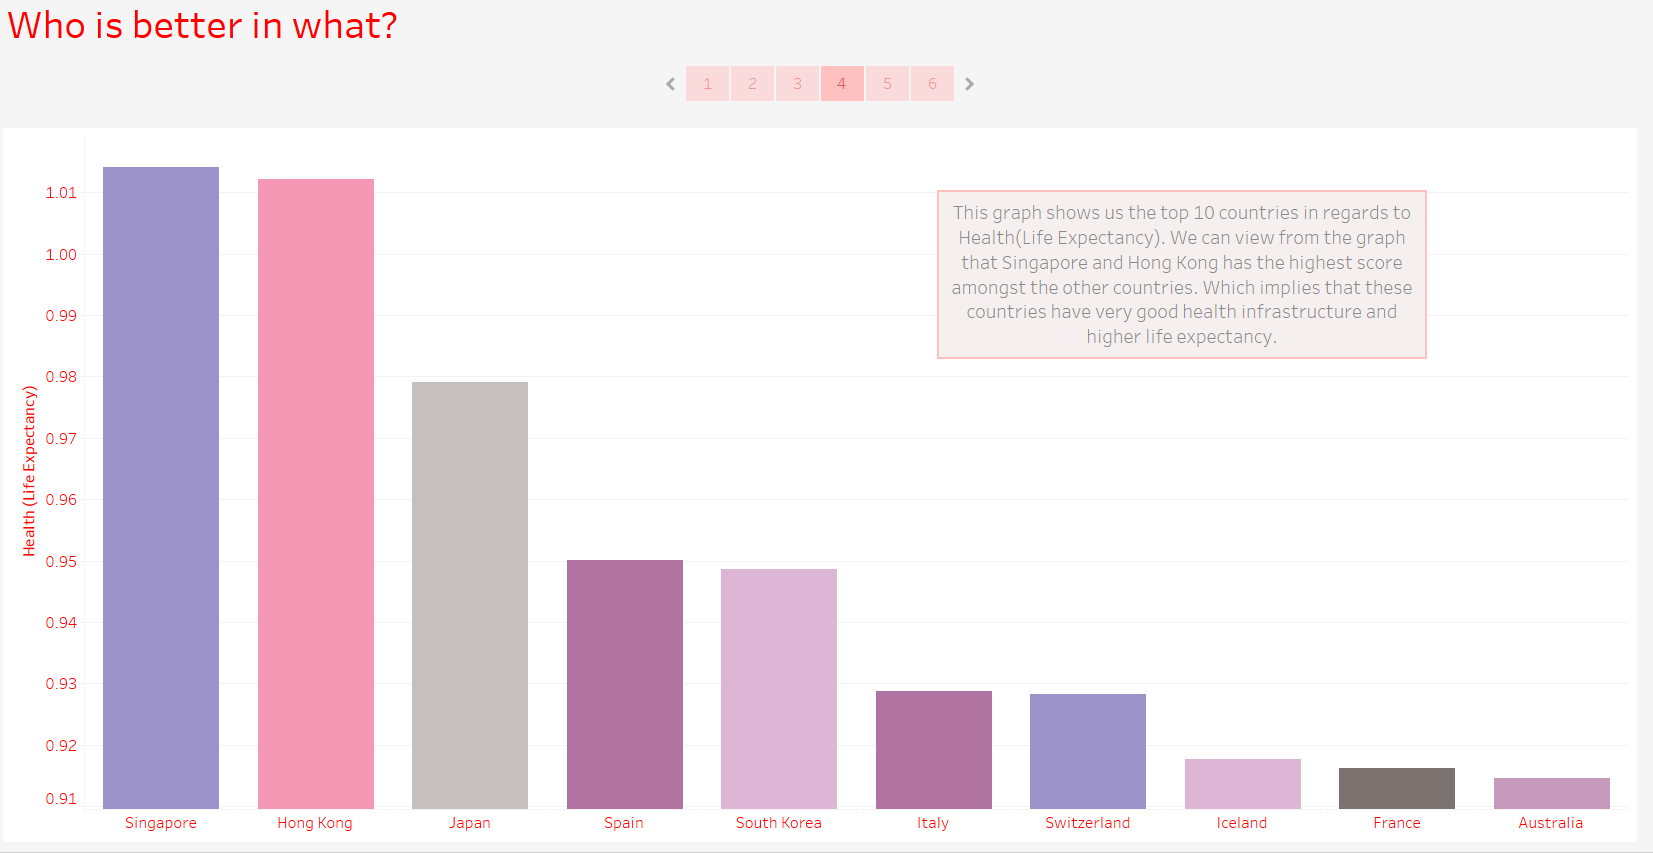 Who is better in what?
1 2 3 4 5 6
This graph shows us the top 10 countries in regards to
Health(Life Expectancy). We can view from the graph
that Singapore and Hong Kong has the highest score
amongst the other countries. Which implies that these
countries have very good health infrastructure and
higher life expectancy.
Health (Life Expectancy)
1.01
1.00
0.99
0.98
0.97
0.96
0.95
0.94
0.93
0.92
0.91
Singapore Hong Kong Japan Spain South Korea Italy Switzerland Iceland France Australia